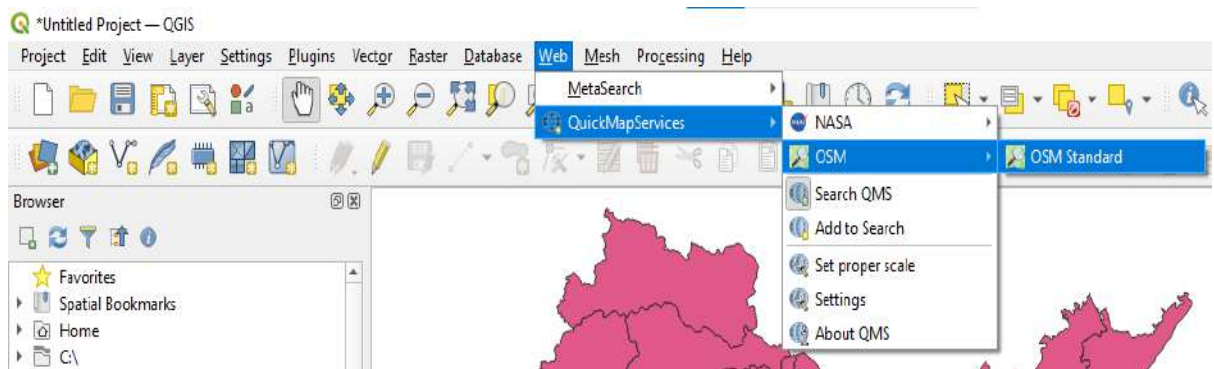 *Untitled Project — QGIS
Project Edit View Layer Settings Plugins Vector Raster Database Web Mesh Processing Help
MetaSearch
QuickMapServices
NASA
OSM
OSM Standard
Search QMS
Add to Search
Set proper scale
Settings
About QMS
Browser
Favorites
Spatial Bookmarks
Home
C:\